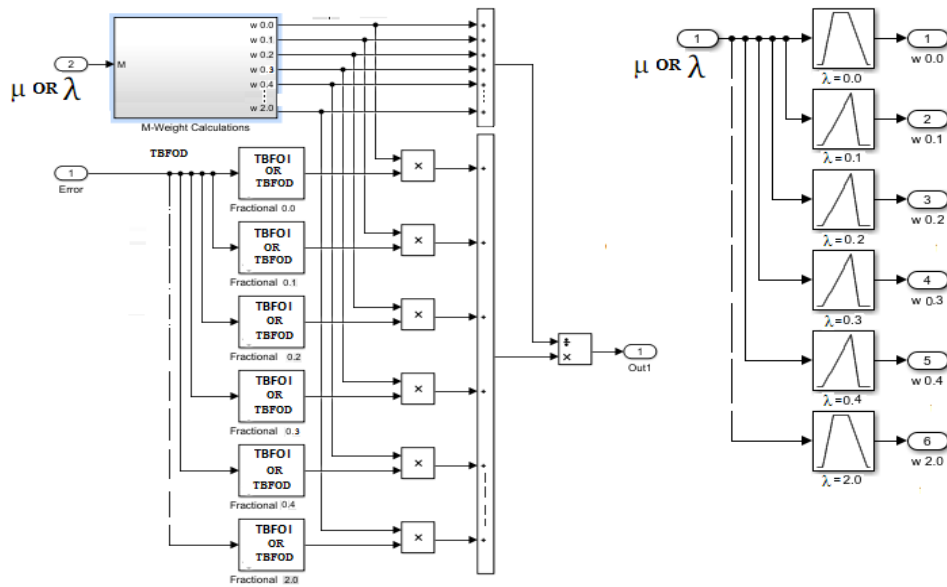 2
μ OR λ
M
w 0.0
w 0.1
w 0.2
w 0.3
w 0.4
w 2.0
M-Weight Calculations
+
+
+
+
+
+
TBFOD
1
Error
TBFOI
OR
TBFOD
Fractional 0.0
×
+
TBFOI
OR
TBFOD
Fractional 0.1
×
+
TBFOI
OR
TBFOD
Fractional 0.2
×
+
TBFOI
OR
TBFOD
Fractional 0.3
×
+
TBFOI
OR
TBFOD
Fractional 0.4
×
+
TBFOI
OR
TBFOD
Fractional 2.0
×
+
÷
×
1
Out1
1
μ OR λ
λ=0.0
1
w 0.0
λ=0.1
2
w 0.1
λ=0.2
3
w 0.2
λ=0.3
4
w 0.3
λ=0.4
5
w 0.4
λ=2.0
6
w 2.0